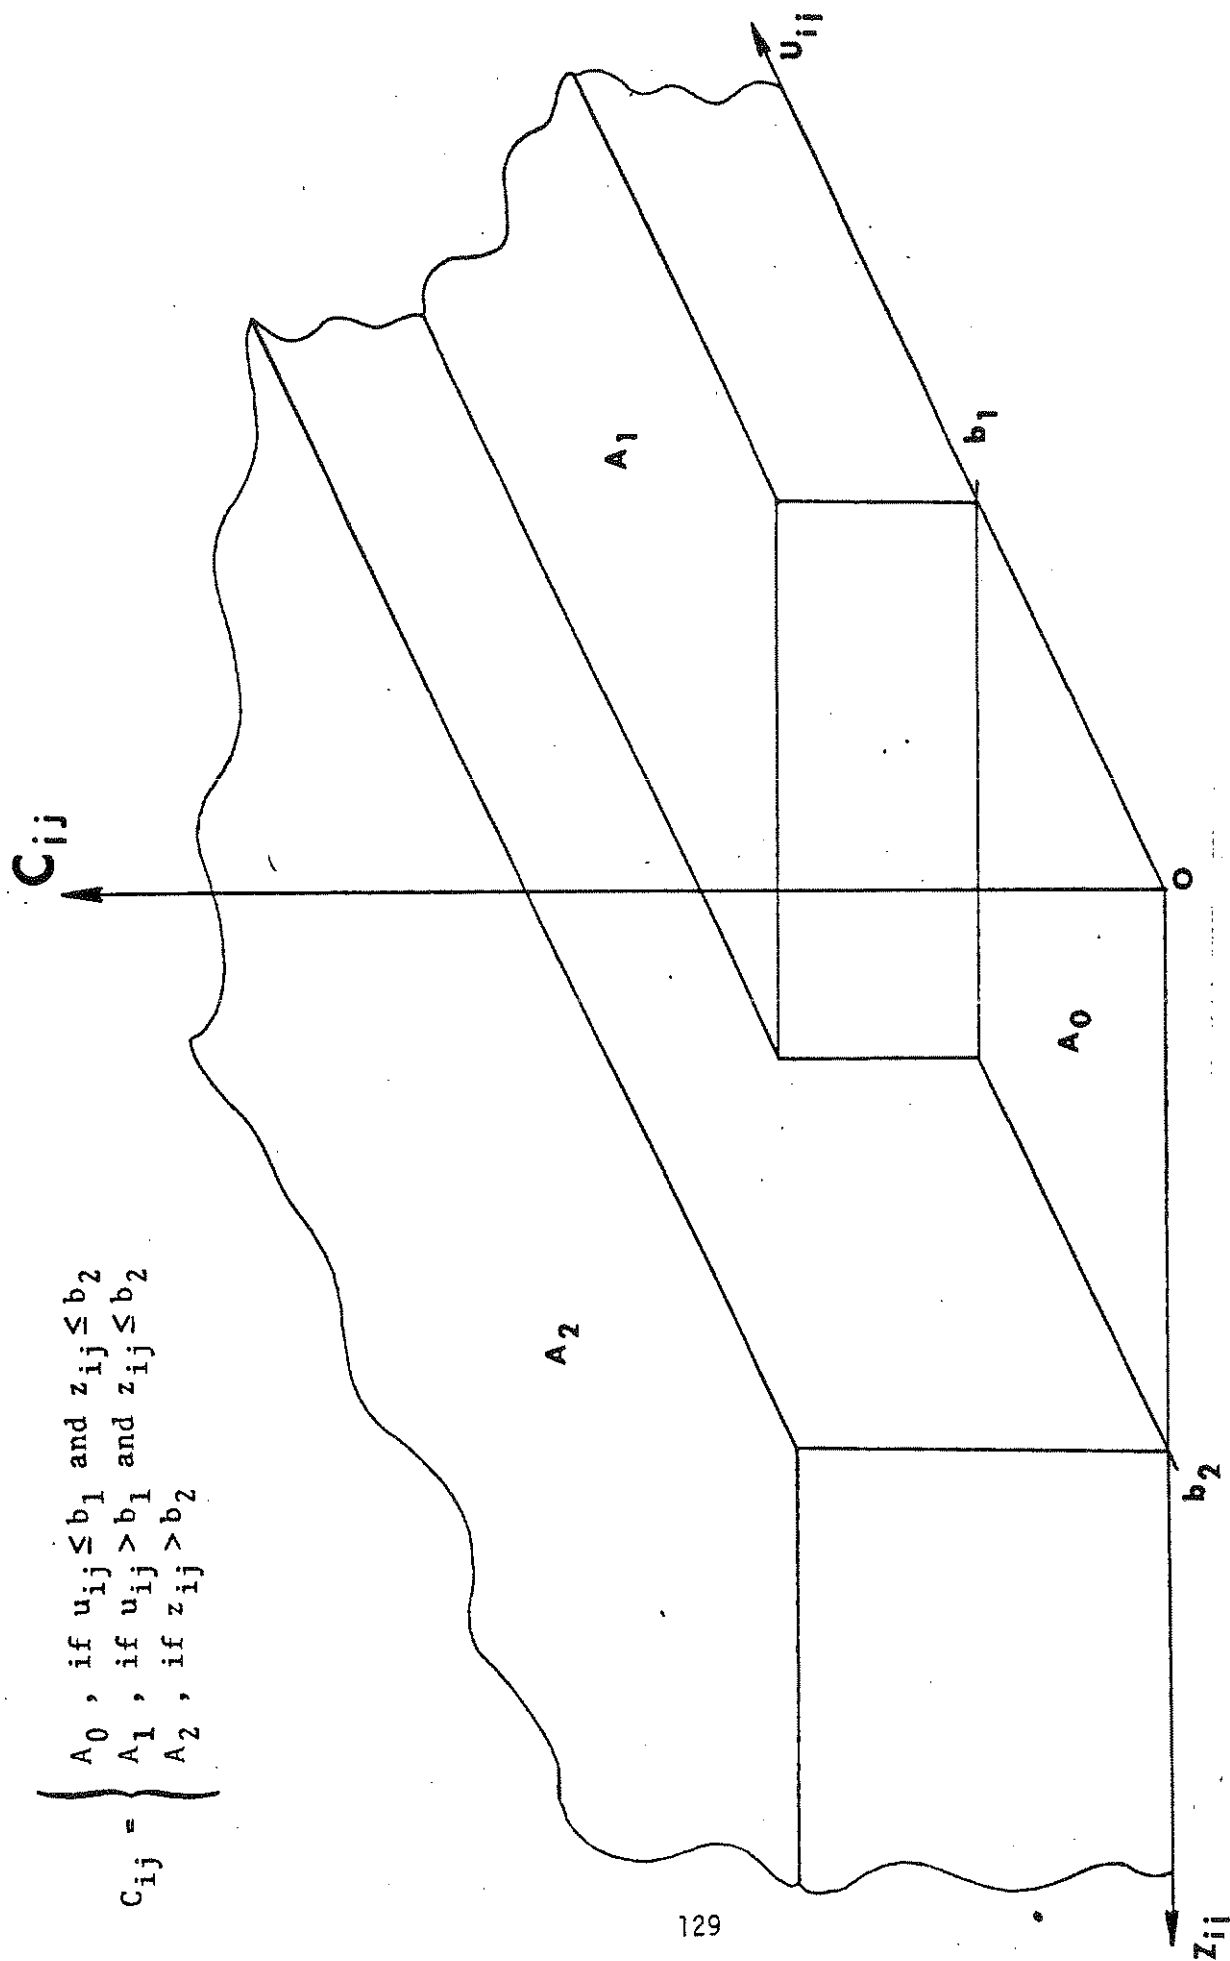 C_ij = { A_0 , if u_ij ≤ b_1 and z_ij ≤ b_2
A_1 , if u_ij > b_1 and z_ij ≤ b_2
A_2 , if z_ij > b_2
C_ij
A_2
A_1
A_0
b_1
b_2
O
U_ij
Z_ij
129